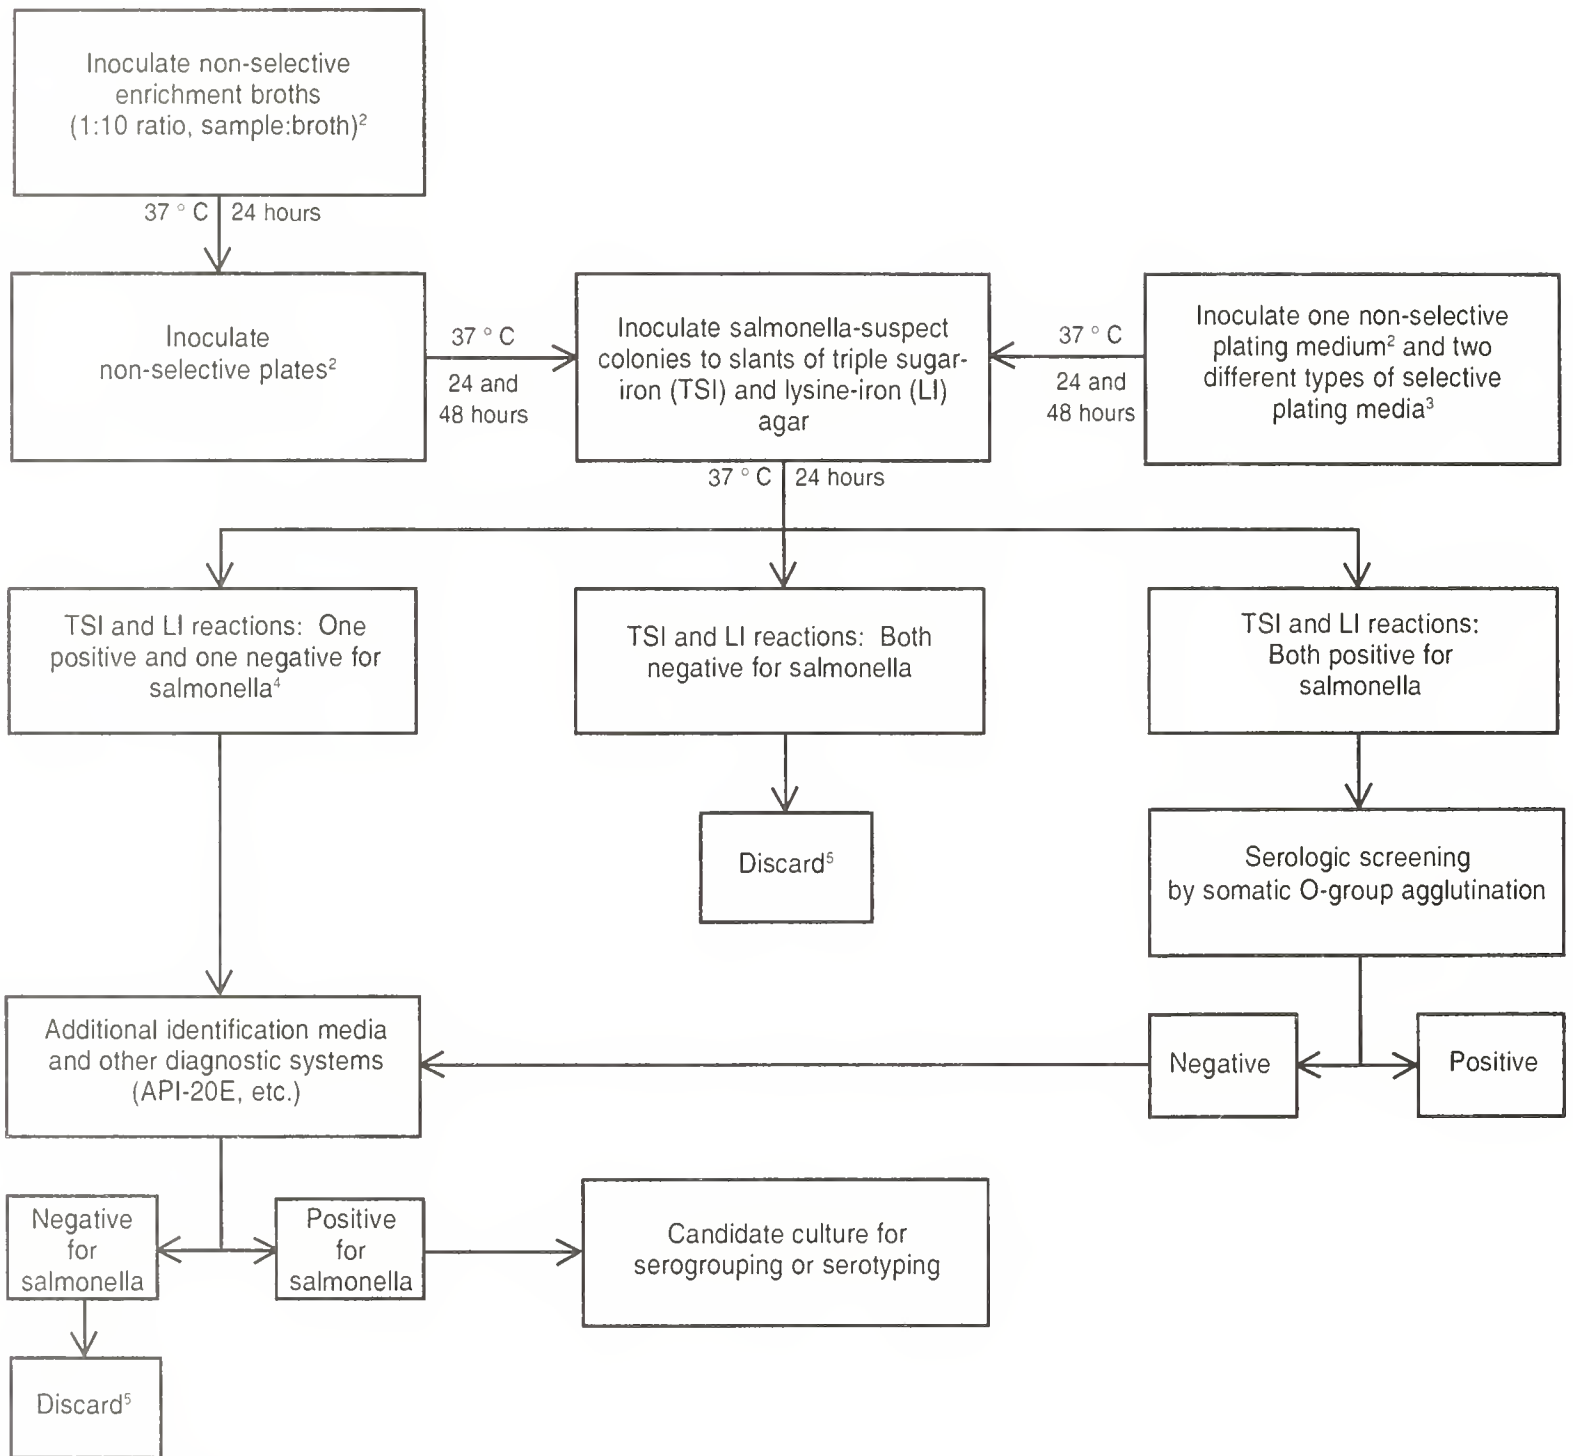 Inoculate non-selective
enrichment broths
(1:10 ratio, sample:broth)²
37 ° C 24 hours
Inoculate
non-selective plates²
37 ° C
24 and
48 hours
Inoculate salmonella-suspect
colonies to slants of triple sugar-
iron (TSI) and lysine-iron (LI)
agar
37 ° C
24 and
48 hours
Inoculate one non-selective
plating medium² and two
different types of selective
plating media³
37 ° C 24 hours
TSI and LI reactions: One
positive and one negative for
salmonella⁴
TSI and LI reactions: Both
negative for salmonella
TSI and LI reactions:
Both positive for
salmonella
Discard⁵
Serologic screening
by somatic O-group agglutination
Additional identification media
and other diagnostic systems
(API-20E, etc.)
Negative
Positive
Negative
for
salmonella
Positive
for
salmonella
Candidate culture for
serogrouping or serotyping
Discard⁵